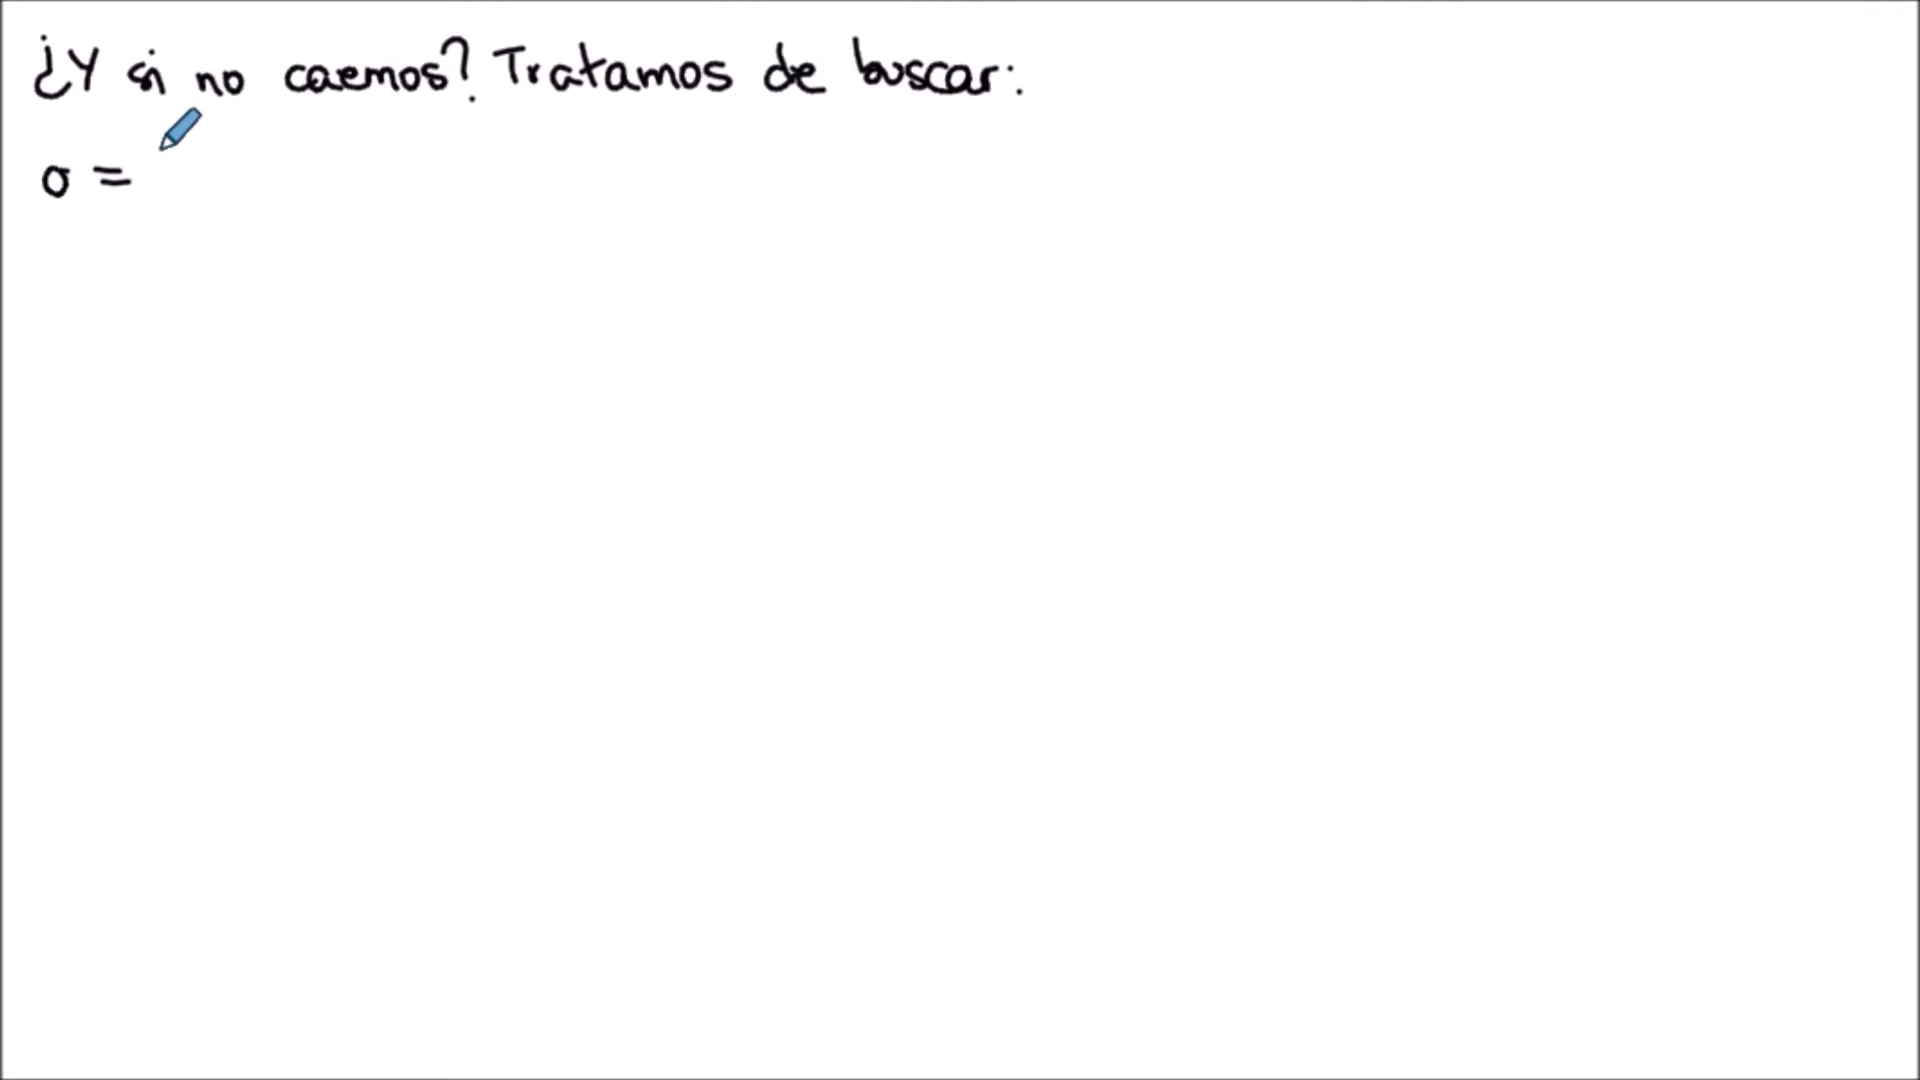 ¿Y si no caemos? Tratamos de buscar:
σ =